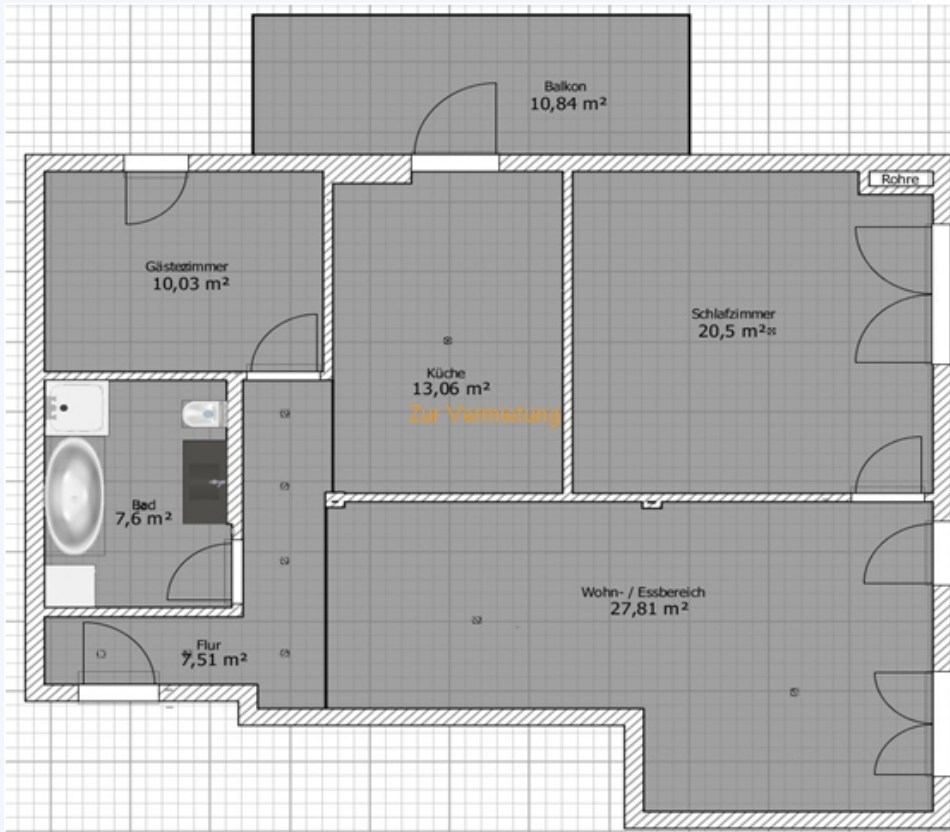 Balkon
10,84 m²
Rohre
Gästezimmer
10,03 m²
Schlafzimmer
20,5 m²
Küche
13,06 m²
Zur Vermietung
Bad
7,6 m²
Wohn- / Essbereich
27,81 m²
Flur
7,51 m²